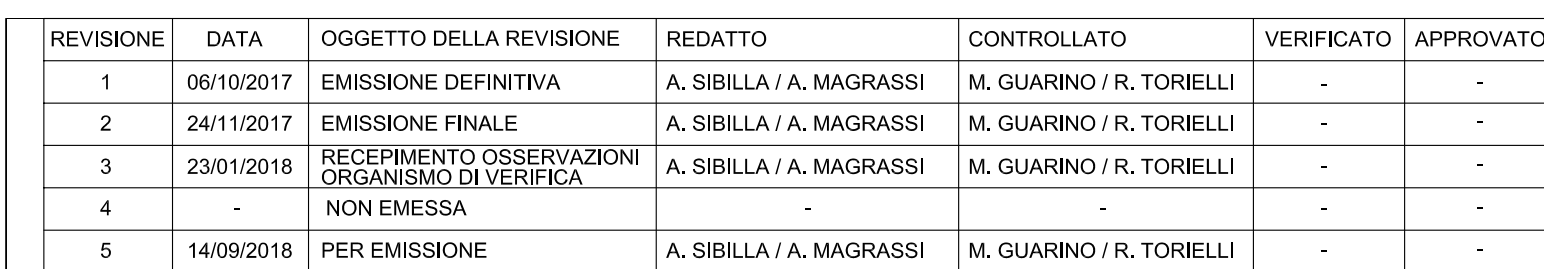 REVISIONE DATA OGGETTO DELLA REVISIONE REDATTO CONTROLLATO VERIFICATO APPROVATO
1 06/10/2017 EMISSIONE DEFINITIVA A. SIBILLA / A. MAGRASSI M. GUARINO / R. TORIELLI - -
2 24/11/2017 EMISSIONE FINALE A. SIBILLA / A. MAGRASSI M. GUARINO / R. TORIELLI - -
3 23/01/2018 RECEPIMENTO OSSERVAZIONI
ORGANISMO DI VERIFICA A. SIBILLA / A. MAGRASSI M. GUARINO / R. TORIELLI - -
4 - NON EMESSA - - - -
5 14/09/2018 PER EMISSIONE A. SIBILLA / A. MAGRASSI M. GUARINO / R. TORIELLI - -